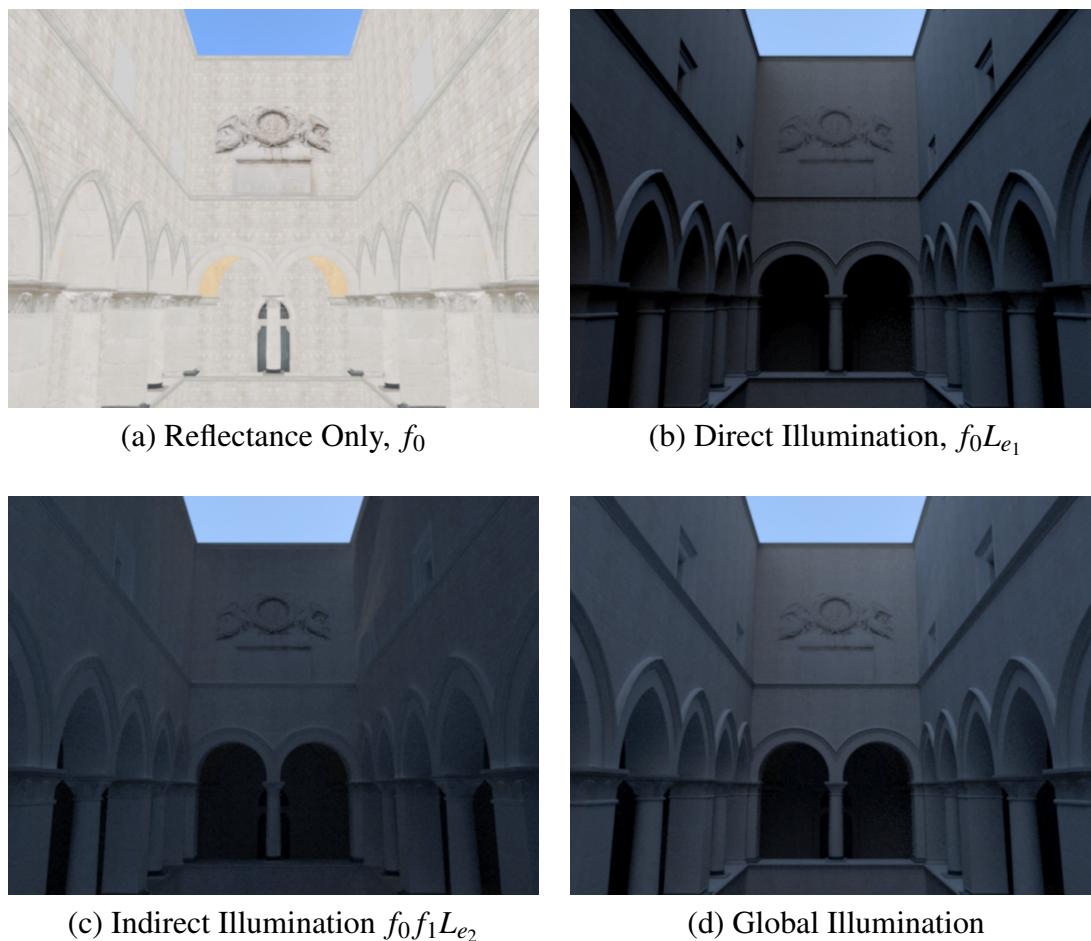 (a) Reflectance Only, f₀
(b) Direct Illumination, f₀Lₑ₁
(c) Indirect Illumination f₀f₁Lₑ₂
(d) Global Illumination